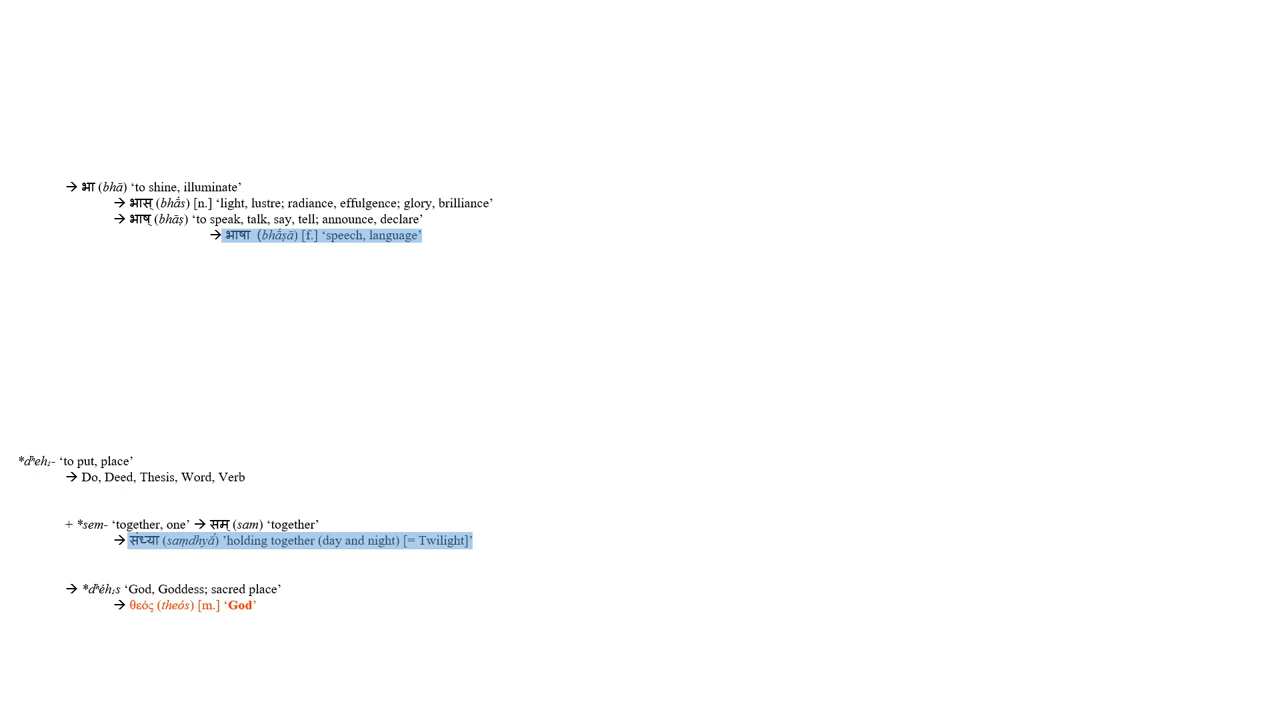 → भा (bhā) ‘to shine, illuminate’
→ भास् (bhā́s) [n.] ‘light, lustre; radiance, effulgence; glory, brilliance’
→ भाष् (bhāṣ) ‘to speak, talk, say, tell; announce, declare’
→ भाषा (bhā́ṣā) [f.] ‘speech, language’
*dʰeh₁- ‘to put, place’
→ Do, Deed, Thesis, Word, Verb
+ *sem- ‘together, one’ → सम् (sam) ‘together’
→ संध्या (saṃdhyā́) ’holding together (day and night) [= Twilight]’
→ *dʰéh₁s ‘God, Goddess; sacred place’
→ θεός (theós) [m.] ‘God’